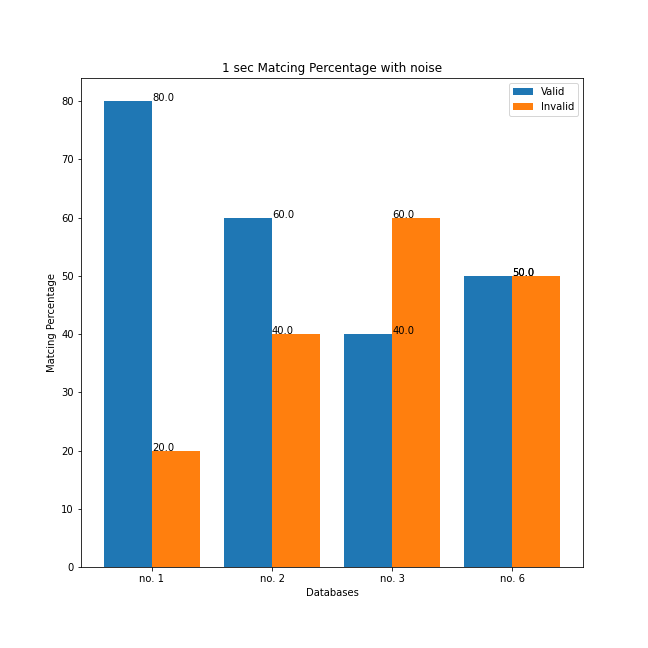 1 sec Matcing Percentage with noise
Valid
Invalid
Matcing Percentage
80
70
60
50
40
30
20
10
0
80.0
20.0
60.0
40.0
60.0
40.0
50.0
50.0
no. 1
no. 2
no. 3
no. 6
Databases